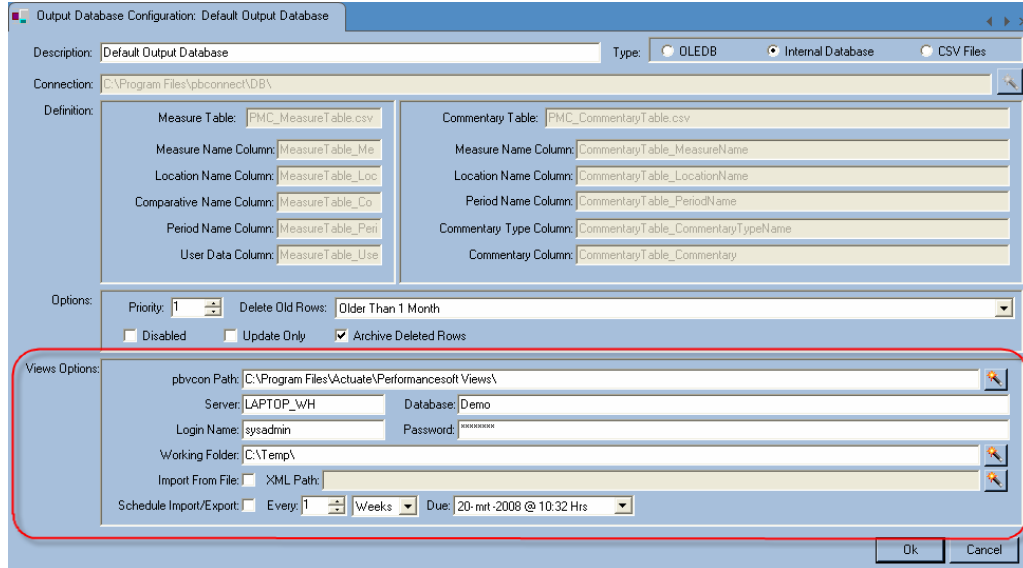 Output Database Configuration: Default Output Database
Description: Default Output Database Type: OLEDB Internal Database CSV Files
Connection: C:\Program Files\pbconnect\DB\
Definition:
Measure Table: PMC_MeasureTable.csv Commentary Table: PMC_CommentaryTable.csv
Measure Name Column: MeasureTable_Me Measure Name Column: CommentaryTable_MeasureName
Location Name Column: MeasureTable_Loc Location Name Column: CommentaryTable_LocationName
Comparative Name Column: MeasureTable_Co Period Name Column: CommentaryTable_PeriodName
Period Name Column: MeasureTable_Peri Commentary Type Column: CommentaryTable_CommentaryTypeName
User Data Column: MeasureTable_Use Commentary Column: CommentaryTable_Commentary
Options:
Priority: 1 Delete Old Rows: Older Than 1 Month
Disabled Update Only Archive Deleted Rows
Views Options:
pbvcon Path: C:\Program Files\Actuate\Performancesoft Views\
Server: LAPTOP_WH Database: Demo
Login Name: sysadmin Password: ××××××××
Working Folder: C:\Temp\
Import From File: XML Path:
Schedule Import/Export: Every: 1 Weeks Due: 20- mrt -2008 @ 10:32 Hrs
Ok Cancel